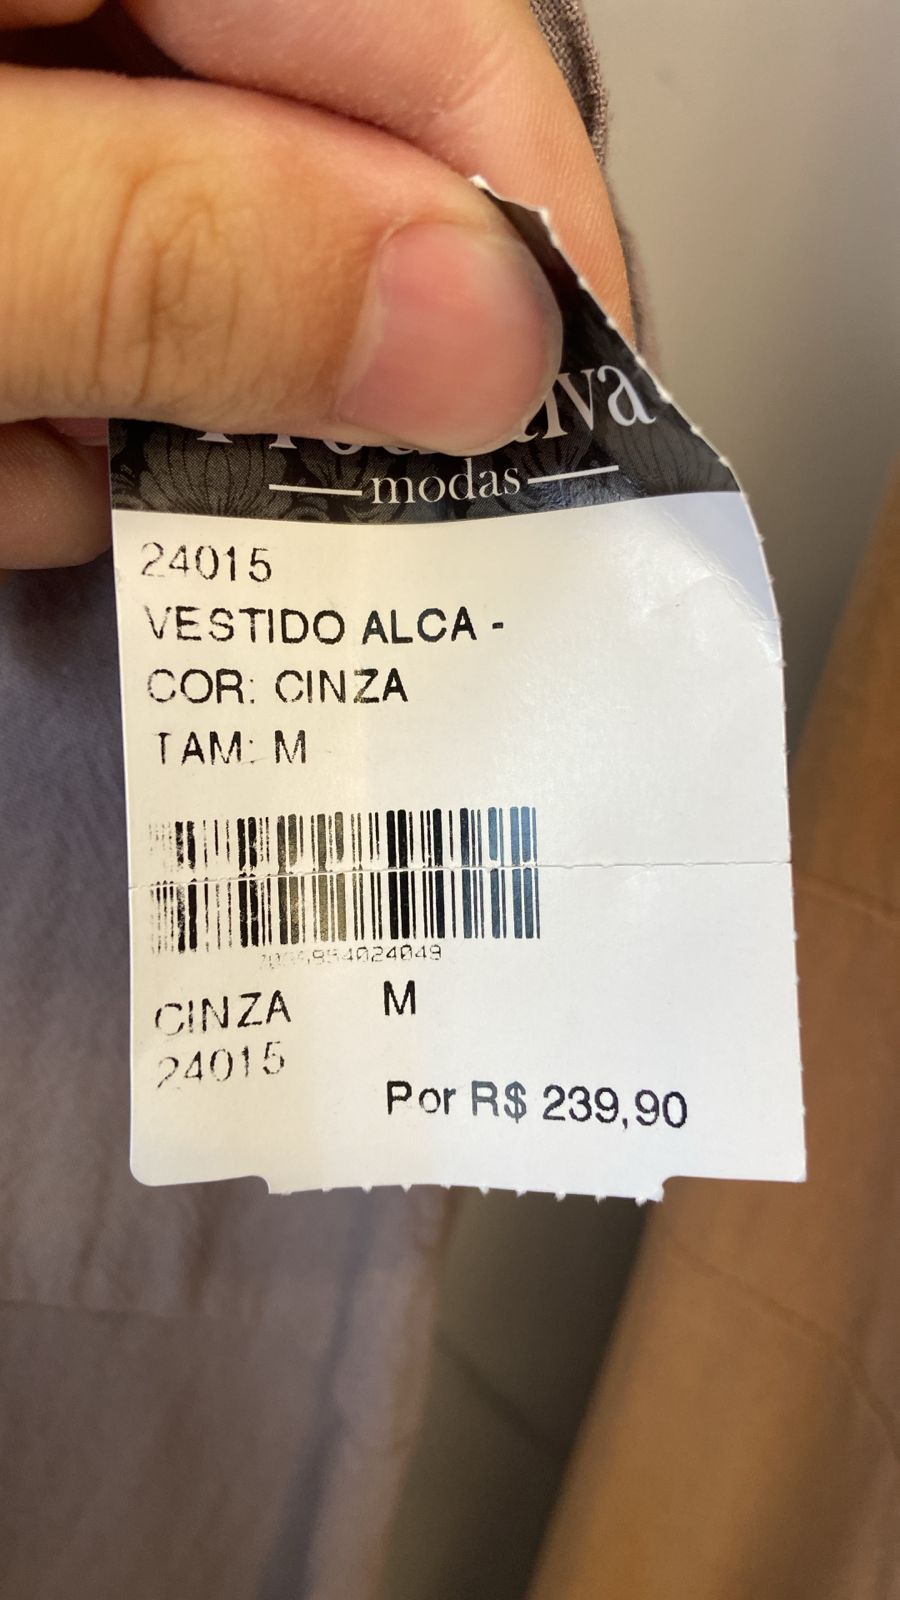 modas
24015
VESTIDO ALCA -
COR: CINZA
TAM: M
CINZA M
24015
Por R$ 239,90